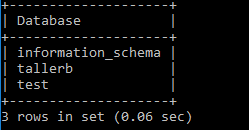 +--------------------+
| Database           |
+--------------------+
| information_schema |
| tallerb            |
| test               |
+--------------------+
3 rows in set (0.06 sec)